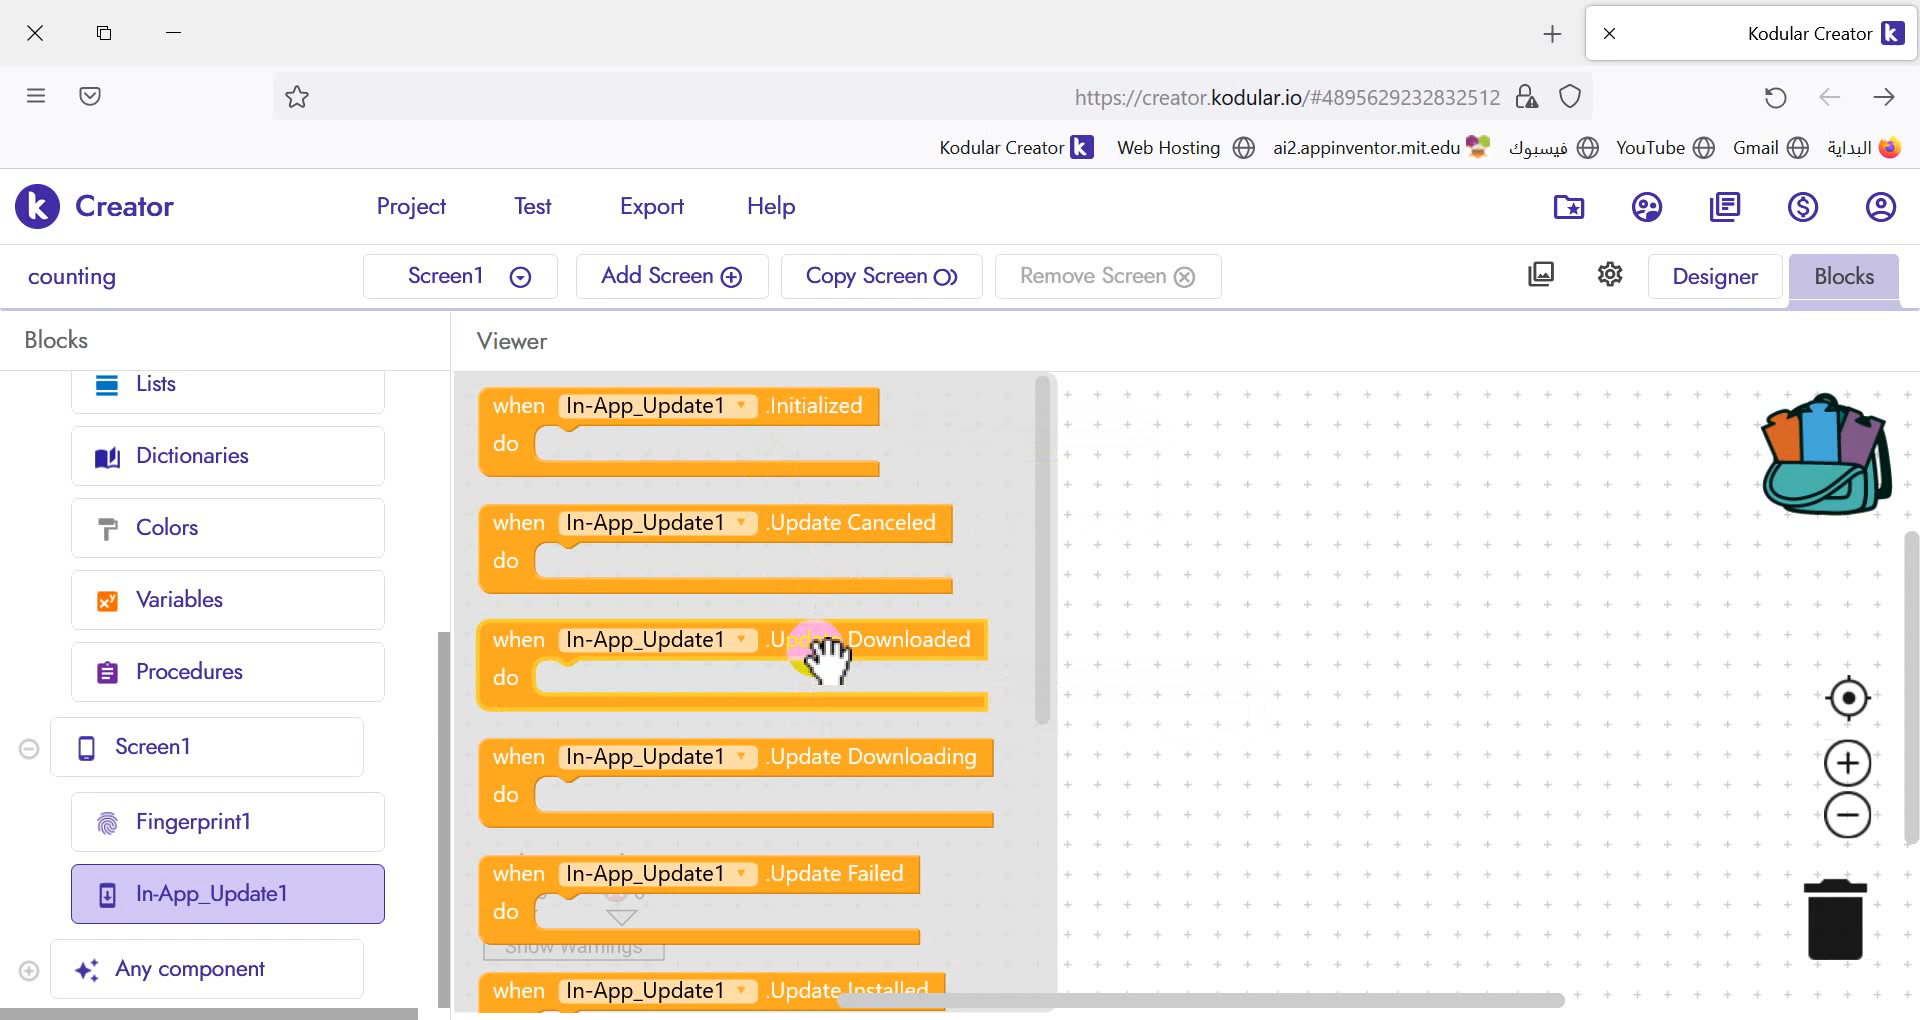 Kodular Creator
https://creator.kodular.io/#4895629232832512
Kodular Creator Web Hosting ai2.appinventor.mit.edu فيسبوك YouTube Gmail البداية
Creator Project Test Export Help
counting Screen1 Add Screen Copy Screen Remove Screen Designer Blocks
Blocks Viewer
Lists
Dictionaries
Colors
Variables
Procedures
Screen1
Fingerprint1
In-App_Update1
Any component
when In-App_Update1 .Initialized
do
when In-App_Update1 .Update Canceled
do
when In-App_Update1 .Update Downloaded
do
when In-App_Update1 .Update Downloading
do
when In-App_Update1 .Update Failed
do
Show Warnings
when In-App_Update1 .Update Installed